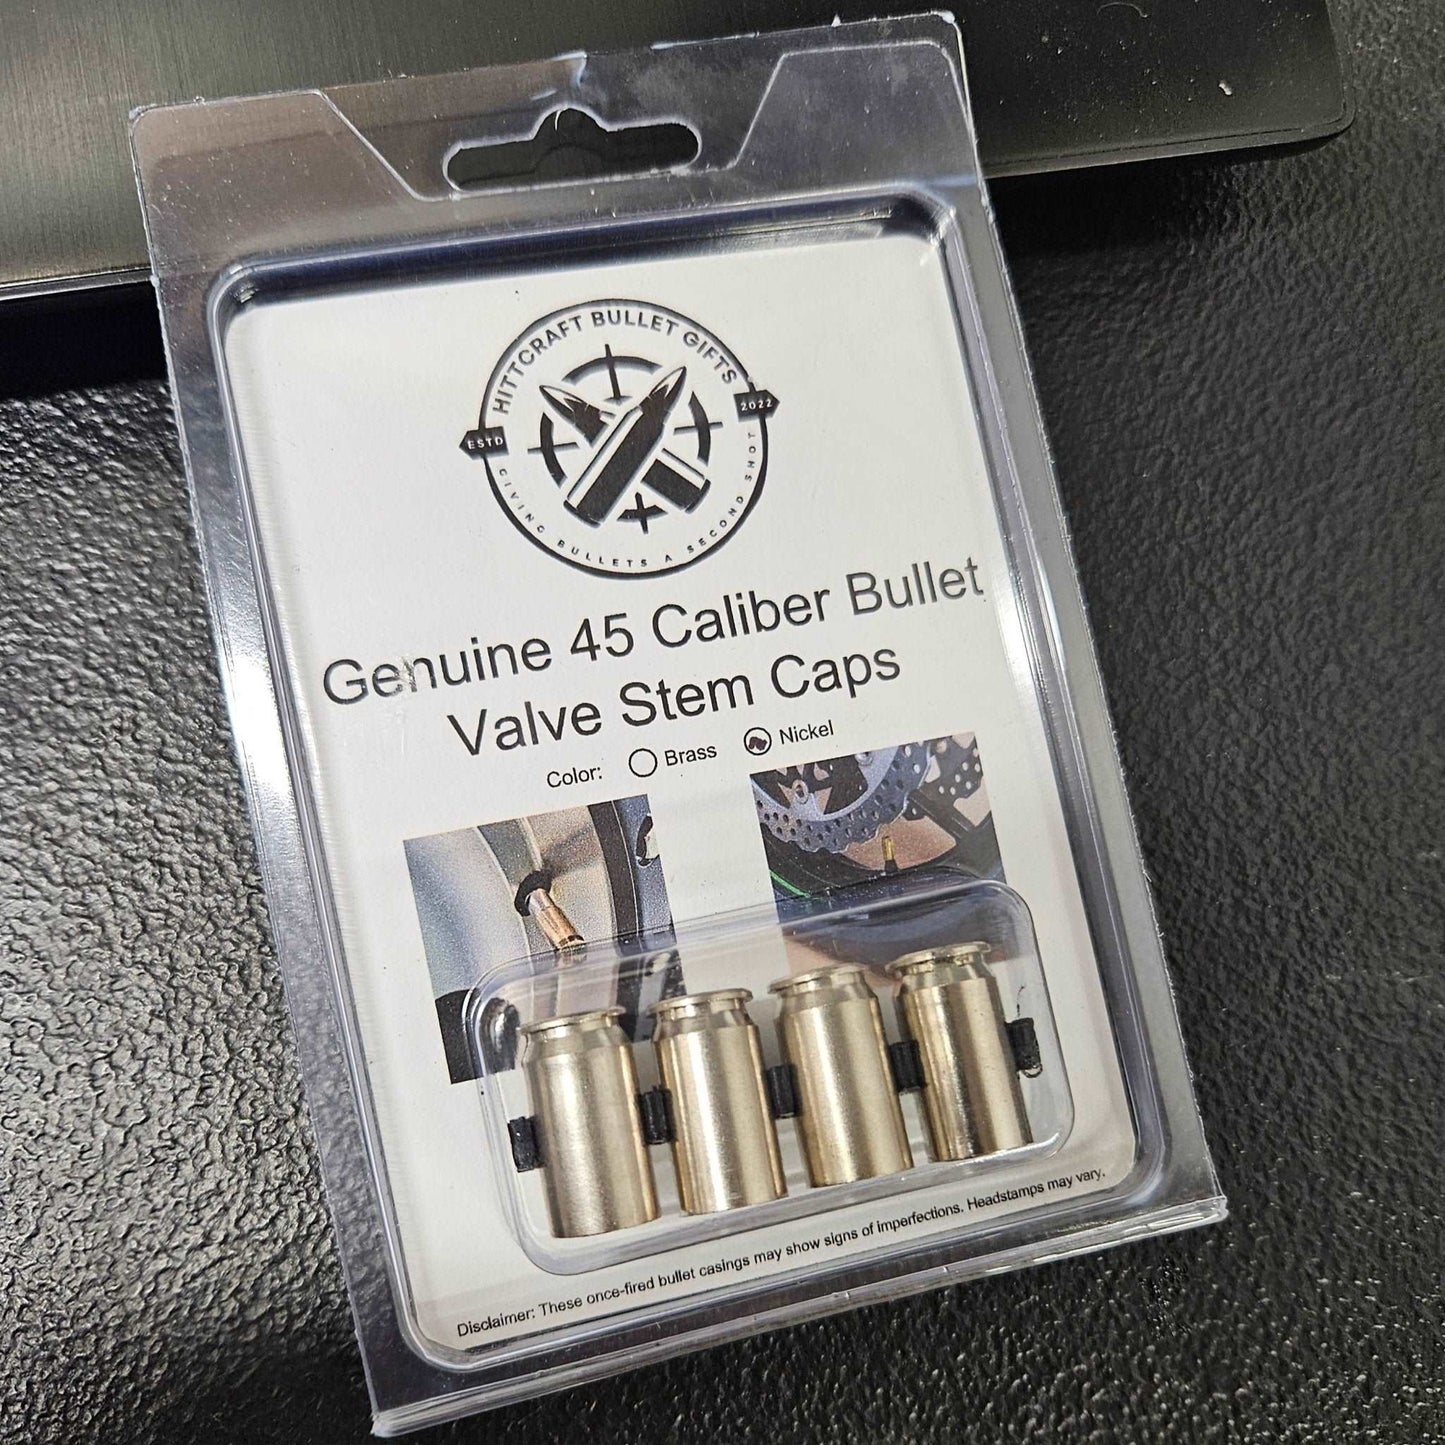 HITTCRAFT BULLET GIFTS
ESTD
2022
GIVING BULLETS A SECOND SHOT
Genuine 45 Caliber Bullet
Valve Stem Caps
Color: Brass Nickel
Disclaimer: These once-fired bullet casings may show signs of imperfections. Headstamps may vary.